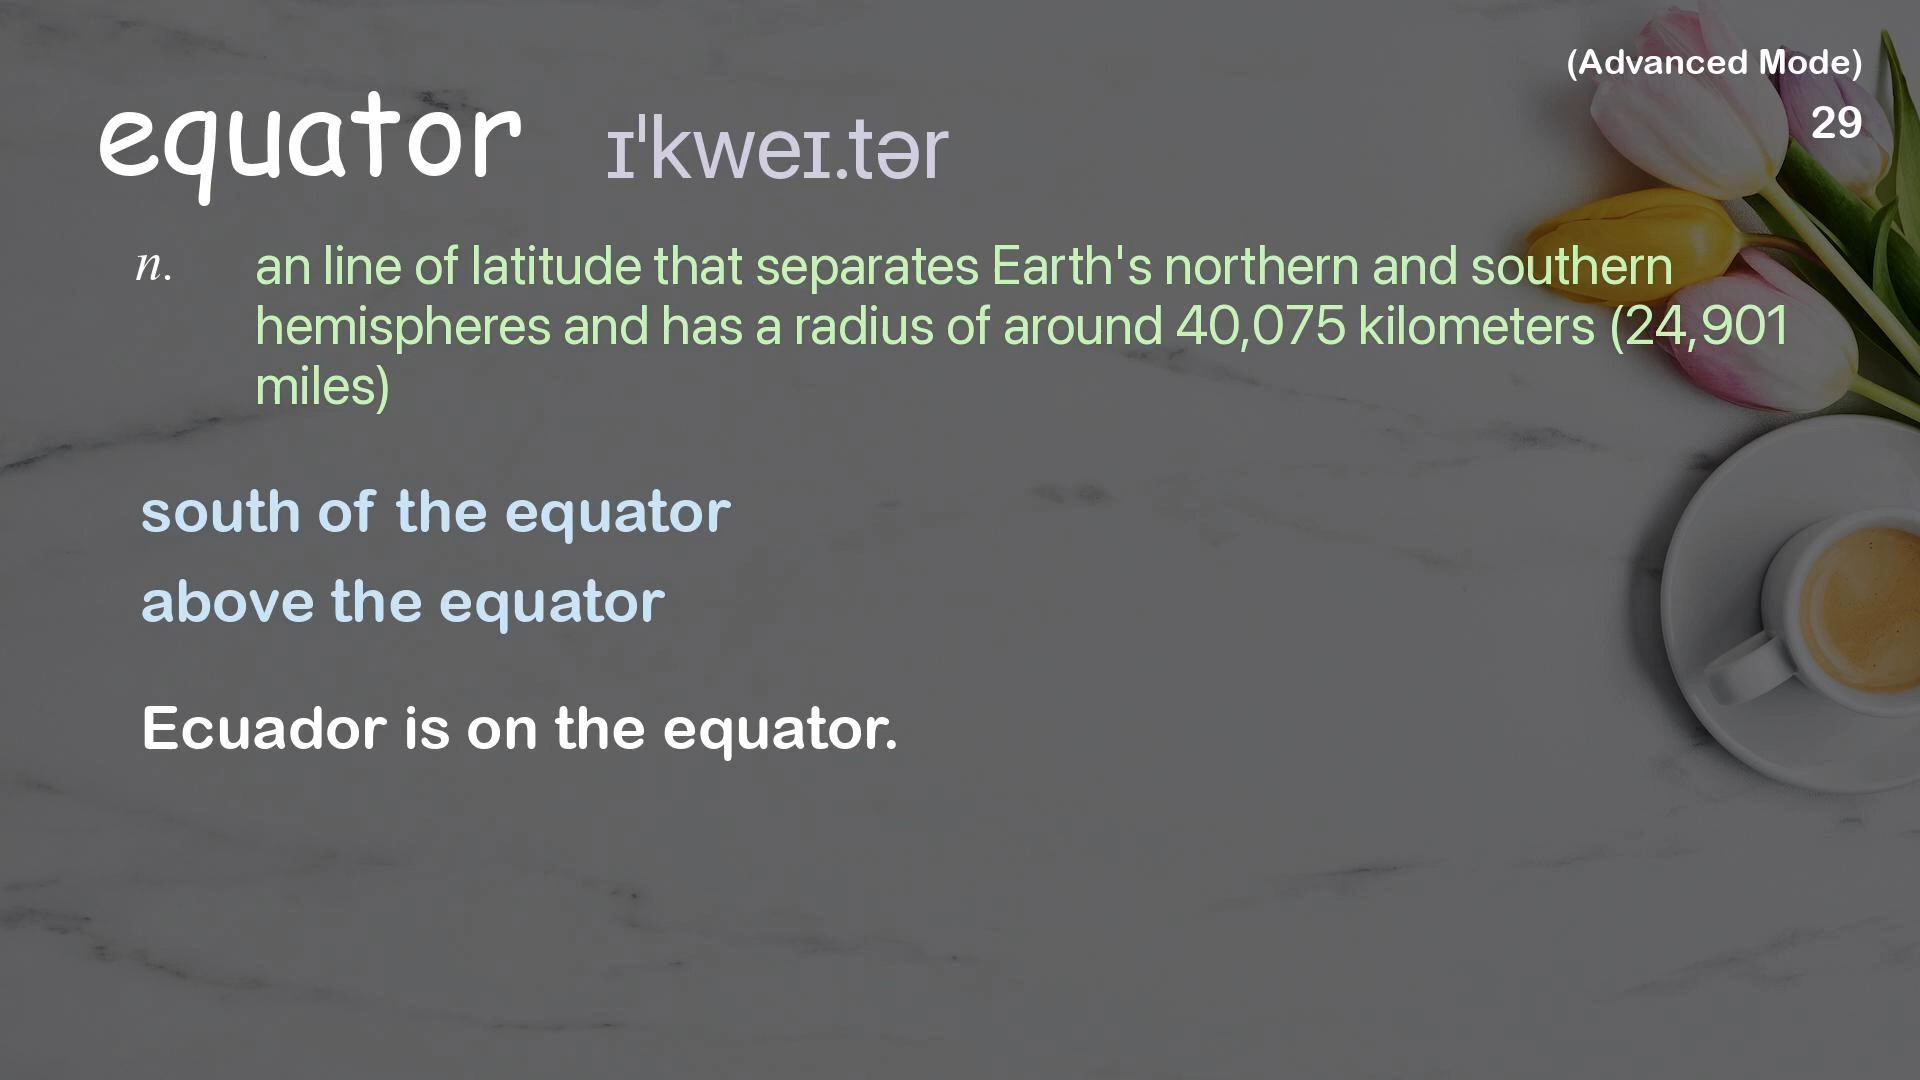 (Advanced Mode)
29
equator ɪˈkweɪ.tər
n. an line of latitude that separates Earth's northern and southern
hemispheres and has a radius of around 40,075 kilometers (24,901
miles)
south of the equator
above the equator
Ecuador is on the equator.